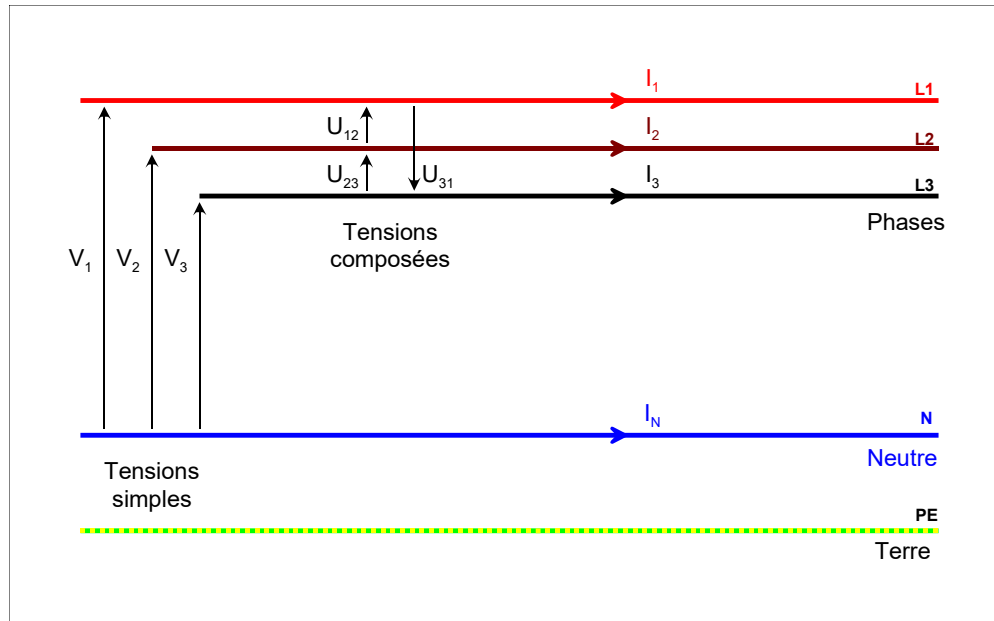 I1
L1
U12
I2
L2
U23
U31
I3
L3
Tensions
composées
Phases
V1
V2
V3
IN
N
Neutre
Tensions
simples
PE
Terre